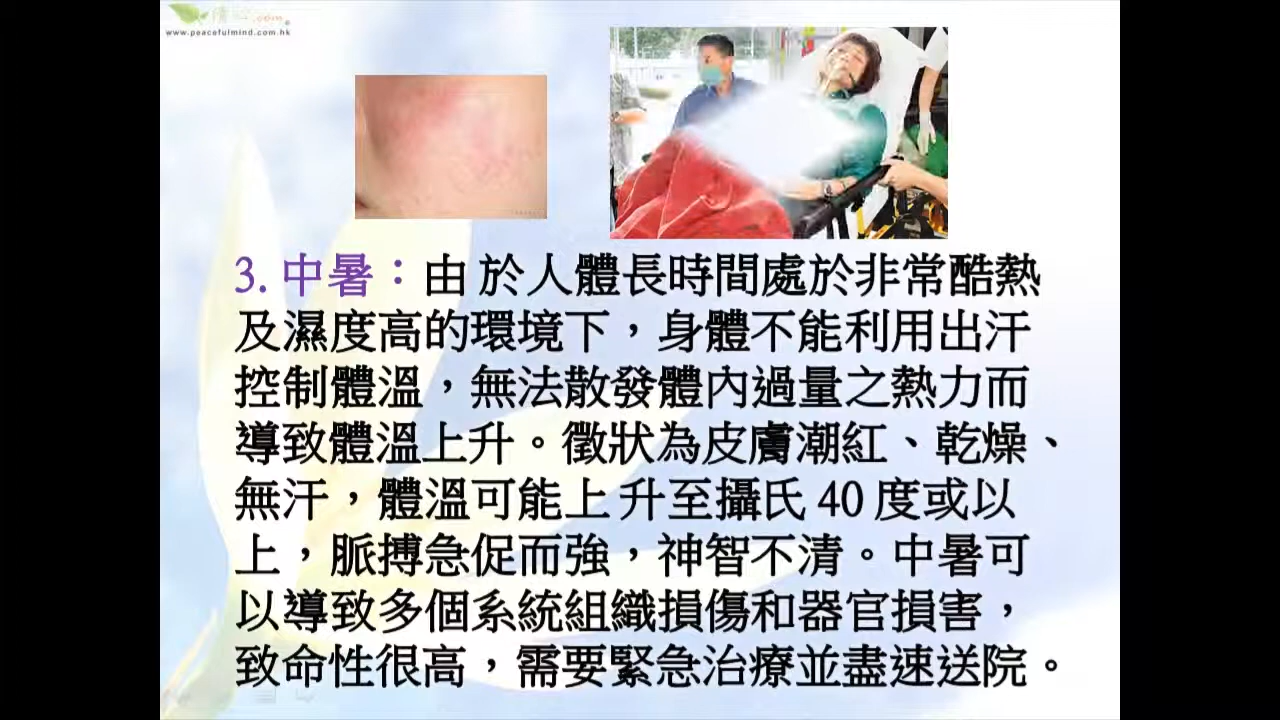 心晴.com
www.peacefulmind.com.hk
3. 中暑：由 於人體長時間處於非常酷熱
及濕度高的環境下，身體不能利用出汗
控制體溫，無法散發體內過量之熱力而
導致體溫上升。徵狀為皮膚潮紅、乾燥、
無汗，體溫可能上 升至攝氏 40 度或以
上，脈搏急促而強，神智不清。中暑可
以導致多個系統組織損傷和器官損害，
致命性很高，需要緊急治療並盡速送院。